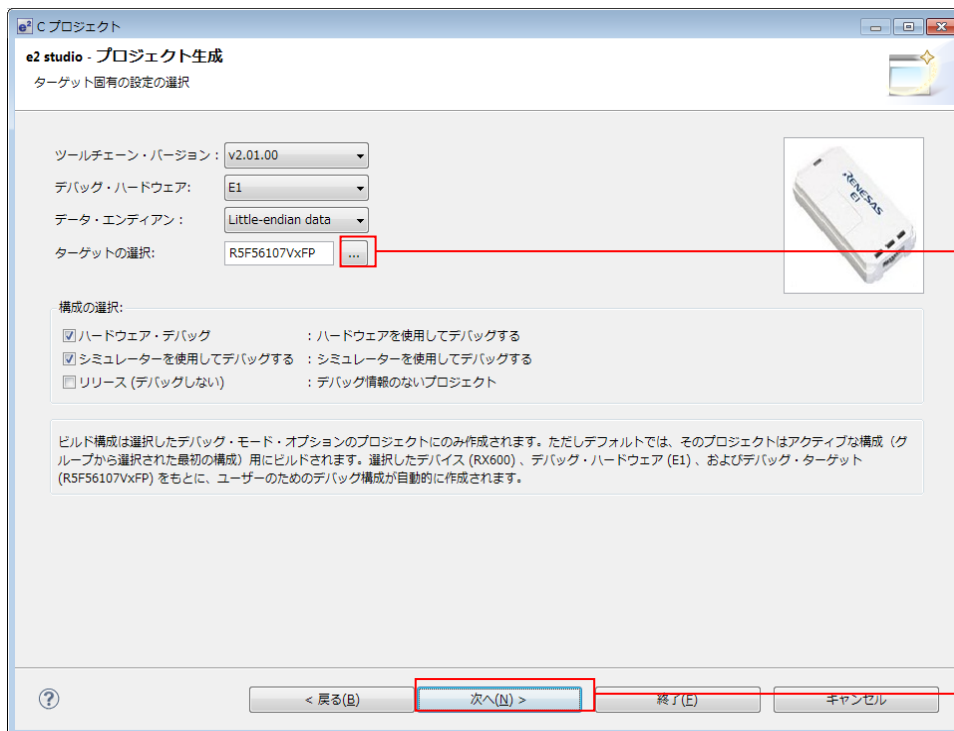 e² C プロジェクト
e2 studio - プロジェクト生成
ターゲット固有の設定の選択
ツールチェーン・バージョン : v2.01.00
デバッグ・ハードウェア: E1
データ・エンディアン : Little-endian data
ターゲットの選択: R5F56107VxFP ...
RENESAS
E1
構成の選択:
ハードウェア・デバッグ : ハードウェアを使用してデバッグする
シミュレーターを使用してデバッグする : シミュレーターを使用してデバッグする
リリース (デバッグしない) : デバッグ情報のないプロジェクト
ビルド構成は選択したデバッグ・モード・オプションのプロジェクトにのみ作成されます。ただしデフォルトでは、そのプロジェクトはアクティブな構成（グ
ループから選択された最初の構成）用にビルドされます。選択したデバイス (RX600) 、デバッグ・ハードウェア (E1) 、およびデバッグ・ターゲット
(R5F56107VxFP) をもとに、ユーザーのためのデバッグ構成が自動的に作成されます。
? < 戻る(B) 次へ(N) > 終了(F) キャンセル